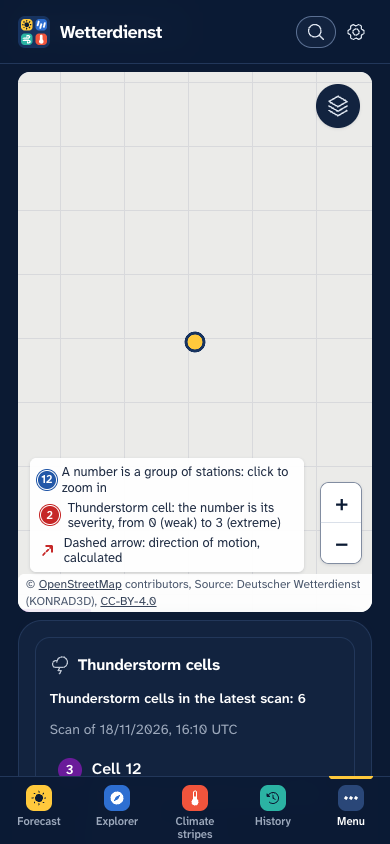 Wetterdienst
12 A number is a group of stations: click to
zoom in
2 Thunderstorm cell: the number is its
severity, from 0 (weak) to 3 (extreme)
Dashed arrow: direction of motion,
calculated
+
−
© OpenStreetMap contributors, Source: Deutscher Wetterdienst
(KONRAD3D), CC-BY-4.0
Thunderstorm cells
Thunderstorm cells in the latest scan: 6
Scan of 18/11/2026, 16:10 UTC
3 Cell 12
Forecast
Explorer
Climate
stripes
History
Menu